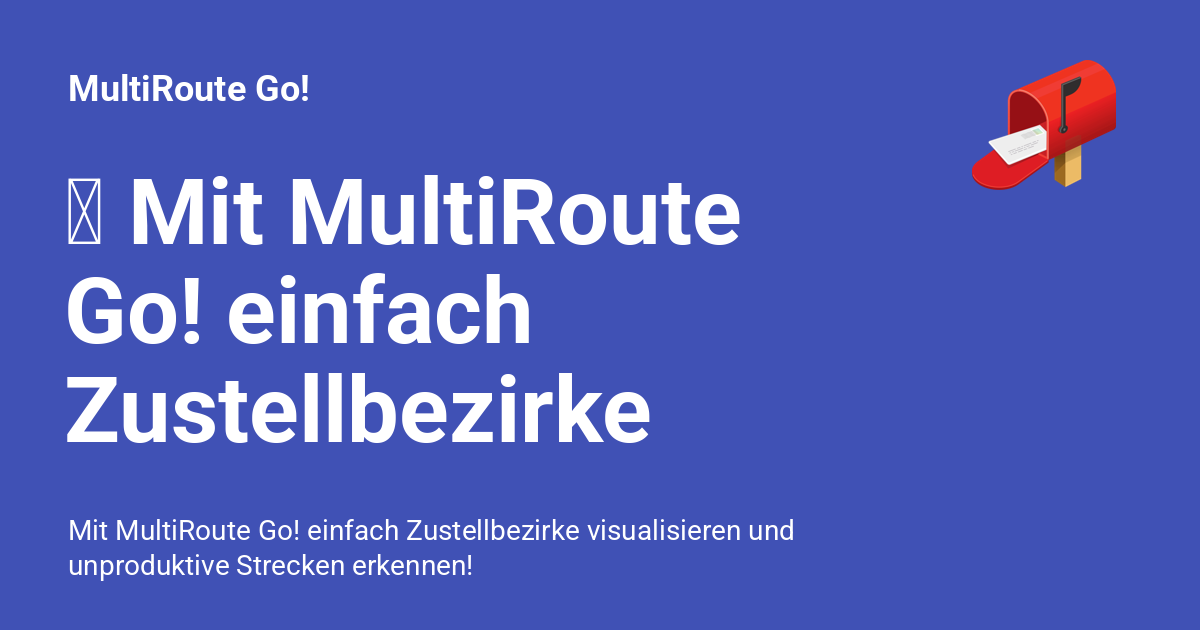 MultiRoute Go!
Mit MultiRoute
Go! einfach
Zustellbezirke
Mit MultiRoute Go! einfach Zustellbezirke visualisieren und
unproduktive Strecken erkennen!